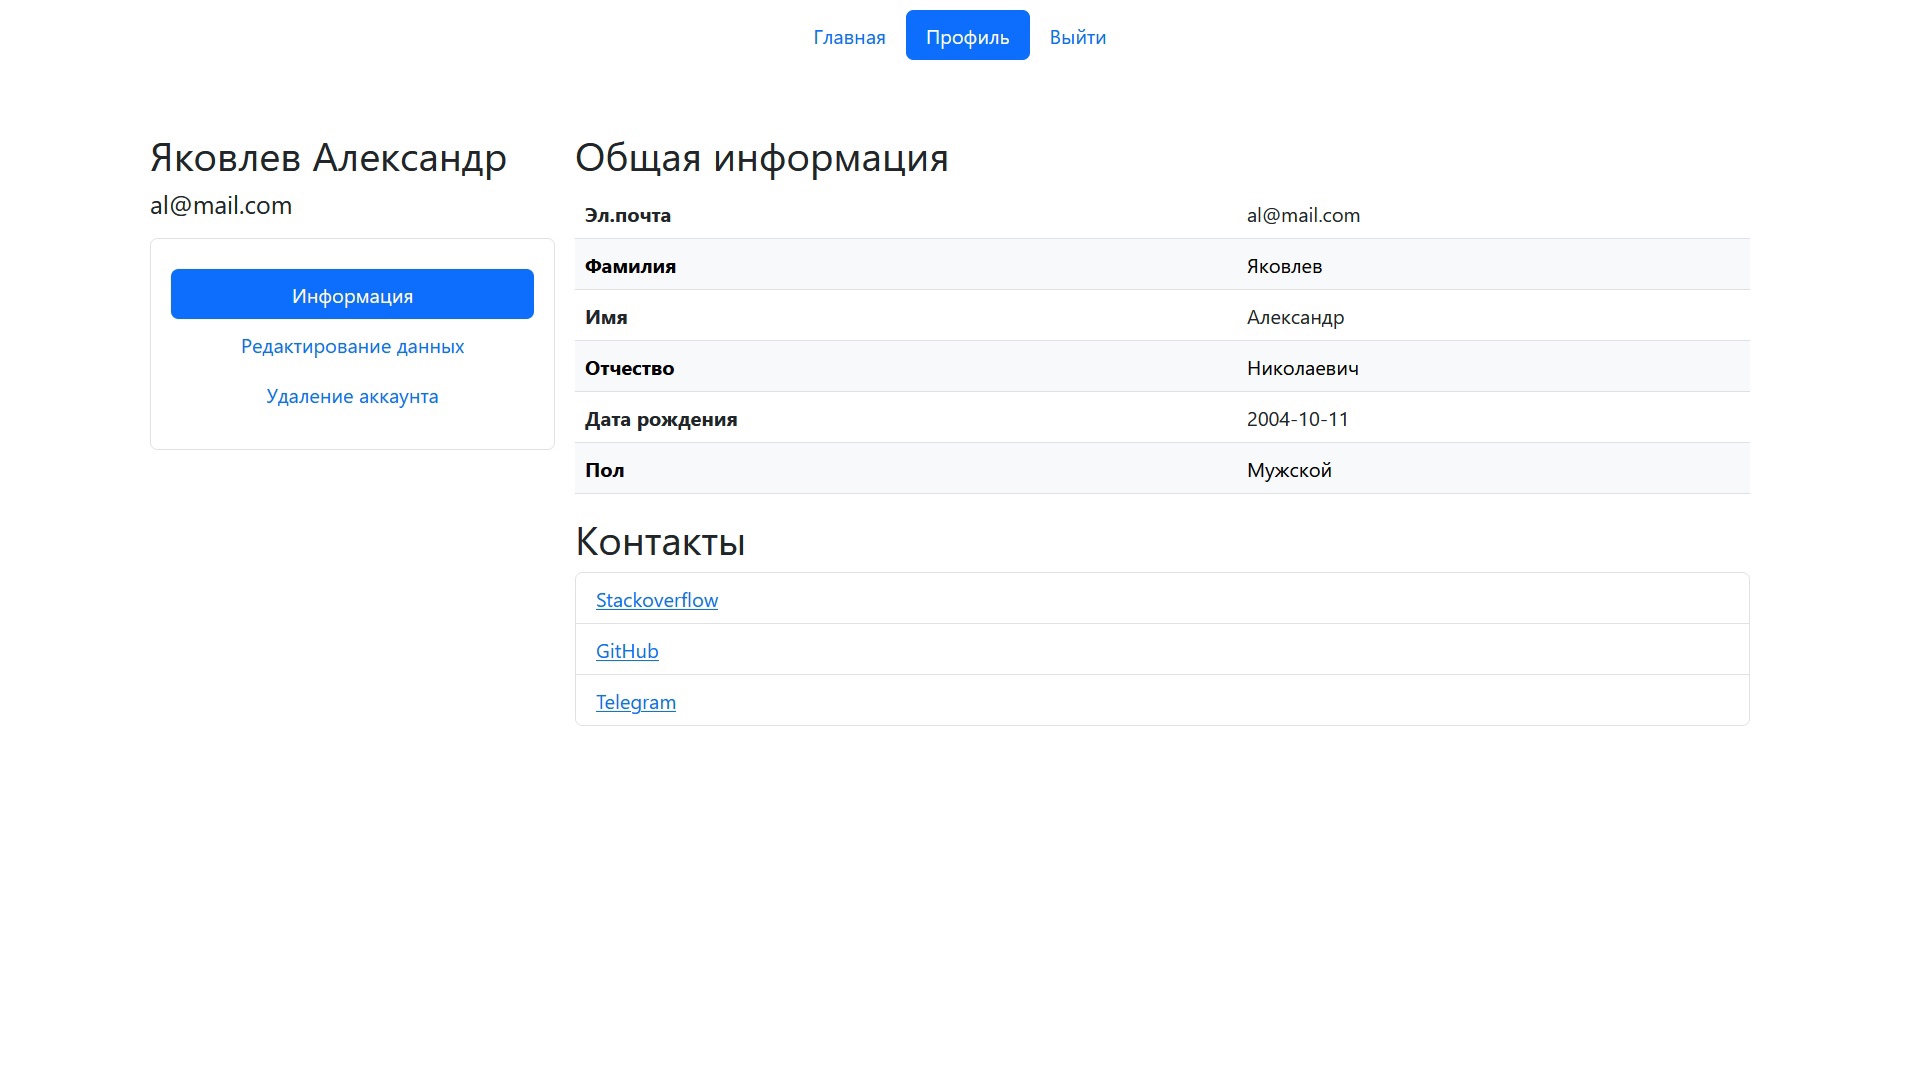 Главная Профиль Выйти
Яковлев Александр
al@mail.com
Информация
Редактирование данных
Удаление аккаунта
Общая информация
Эл.почта al@mail.com
Фамилия Яковлев
Имя Александр
Отчество Николаевич
Дата рождения 2004-10-11
Пол Мужской
Контакты
Stackoverflow
GitHub
Telegram